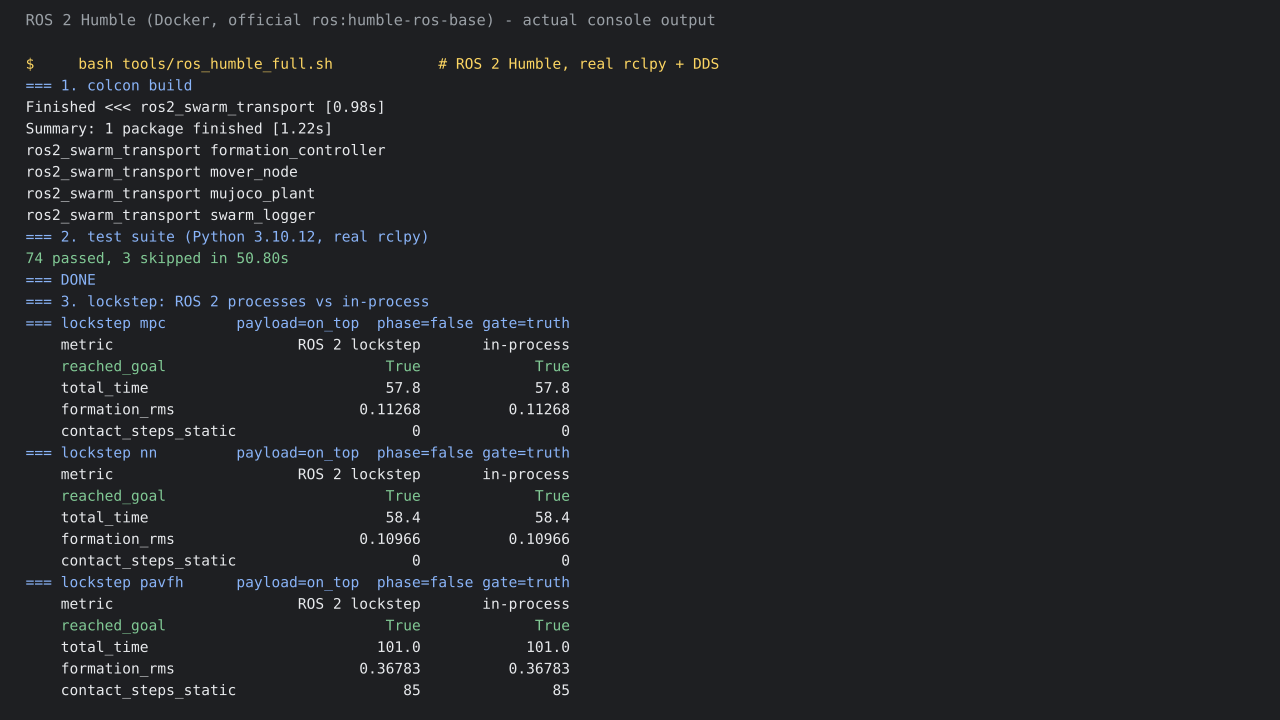 ROS 2 Humble (Docker, official ros:humble-ros-base) - actual console output
$     bash tools/ros_humble_full.sh            # ROS 2 Humble, real rclpy + DDS
=== 1. colcon build
Finished <<< ros2_swarm_transport [0.98s]
Summary: 1 package finished [1.22s]
ros2_swarm_transport formation_controller
ros2_swarm_transport mover_node
ros2_swarm_transport mujoco_plant
ros2_swarm_transport swarm_logger
=== 2. test suite (Python 3.10.12, real rclpy)
74 passed, 3 skipped in 50.80s
=== DONE
=== 3. lockstep: ROS 2 processes vs in-process
=== lockstep mpc        payload=on_top  phase=false gate=truth
    metric                     ROS 2 lockstep       in-process
    reached_goal                         True             True
    total_time                           57.8             57.8
    formation_rms                     0.11268          0.11268
    contact_steps_static                    0                0
=== lockstep nn         payload=on_top  phase=false gate=truth
    metric                     ROS 2 lockstep       in-process
    reached_goal                         True             True
    total_time                           58.4             58.4
    formation_rms                     0.10966          0.10966
    contact_steps_static                    0                0
=== lockstep pavfh      payload=on_top  phase=false gate=truth
    metric                     ROS 2 lockstep       in-process
    reached_goal                         True             True
    total_time                          101.0            101.0
    formation_rms                     0.36783          0.36783
    contact_steps_static                   85               85